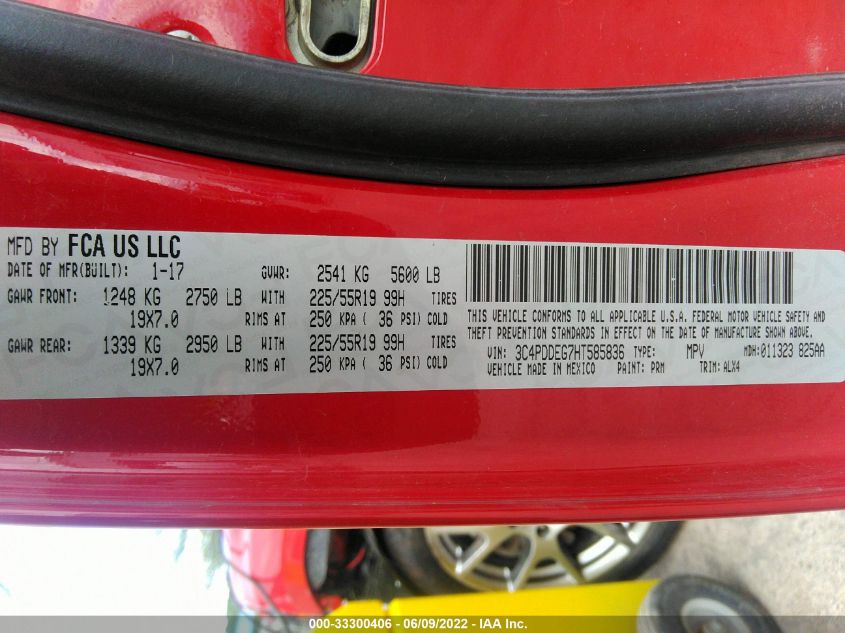 MFD BY FCA US LLC
DATE OF MFR(BUILT): 1-17 GVWR: 2541 KG 5600 LB
GAWR FRONT: 1248 KG 2750 LB WITH 225/55R19 99H TIRES
19X7.0 RIMS AT 250 KPA ( 36 PSI) COLD
GAWR REAR: 1339 KG 2950 LB WITH 225/55R19 99H TIRES
19X7.0 RIMS AT 250 KPA ( 36 PSI) COLD
THIS VEHICLE CONFORMS TO ALL APPLICABLE U.S.A. FEDERAL MOTOR VEHICLE SAFETY AND
THEFT PREVENTION STANDARDS IN EFFECT ON THE DATE OF MANUFACTURE SHOWN ABOVE.
VIN: 3C4PDDEG7HT585836 TYPE: MPV MDH:011323 825AA
VEHICLE MADE IN MEXICO PAINT: PRM TRIM: ALX4
000-33300406 - 06/09/2022 - IAA Inc.